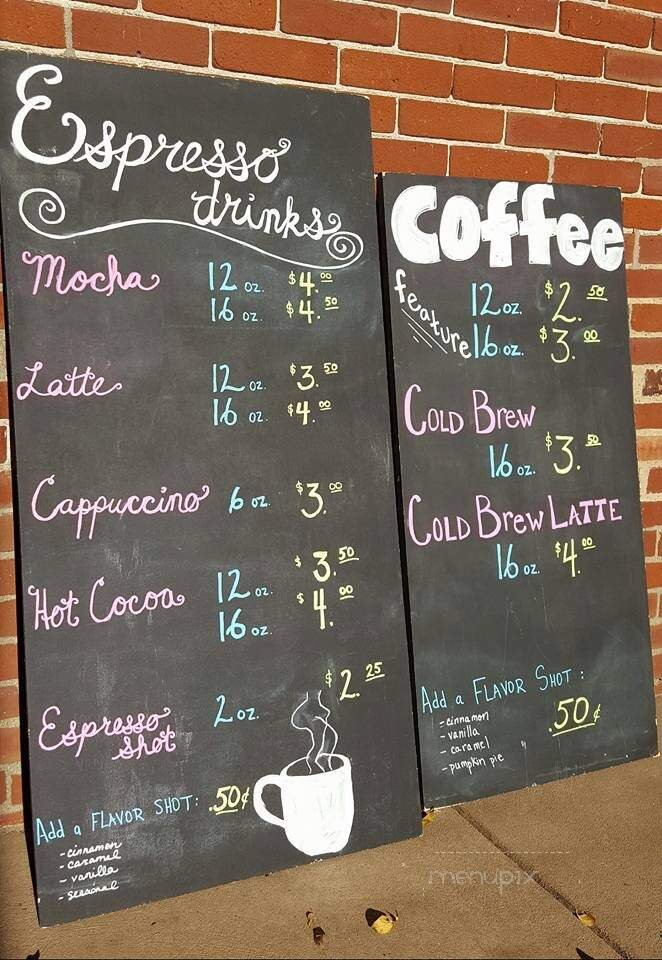 Espresso
drinks
Mocha 12 oz. $4.00
16 oz. $4.50
Latte 12 oz. $3.50
16 oz. $4.00
Cappuccino 6 oz. $3.00
Hot Cocoa 12 oz. $3.50
16 oz. $4.00
Espresso shot 2 oz. $2.25
Add a FLAVOR SHOT: .50¢
- cinnamon
- caramel
- vanilla
- seasonal
Coffee
feature 12 oz. $2.50
16 oz. $3.00
COLD BREW
16 oz. $3.50
COLD BREW LATTE
16 oz. $4.00
Add a FLAVOR SHOT:
.50¢
- cinnamon
- vanilla
- caramel
- pumpkin pie
menupix